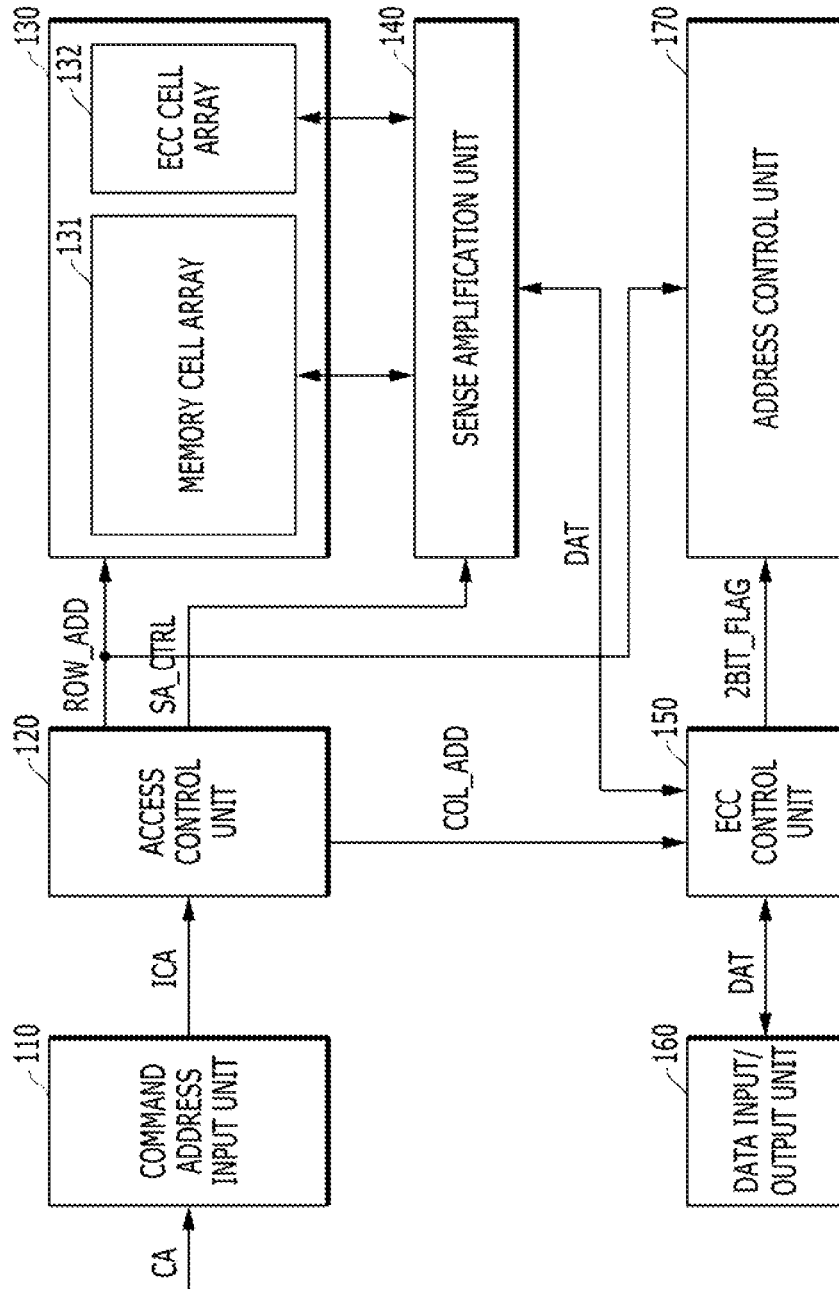 CA
110
COMMAND
ADDRESS
INPUT UNIT
ICA
120
ACCESS
CONTROL
UNIT
ROW_ADD
SA_CTRL
COL_ADD
130
131
MEMORY CELL ARRAY
132
ECC CELL
ARRAY
140
SENSE AMPLIFICATION UNIT
DAT
160
DATA INPUT/
OUTPUT UNIT
DAT
150
ECC
CONTROL
UNIT
2BIT_FLAG
170
ADDRESS CONTROL UNIT